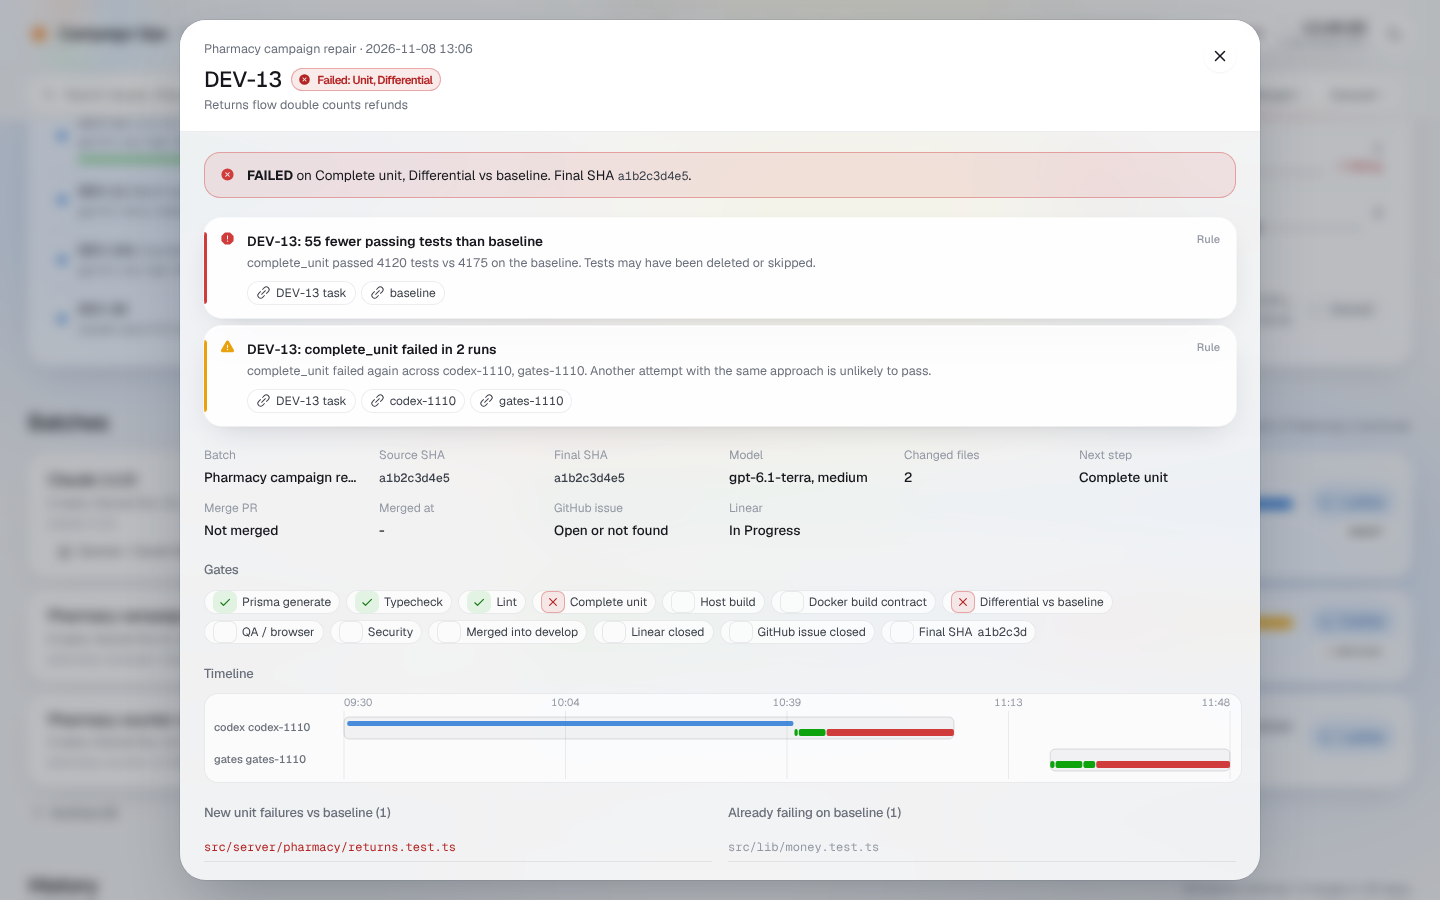 Pharmacy campaign repair · 2026-11-08 13:06
DEV-13 Failed: Unit, Differential
Returns flow double counts refunds
FAILED on Complete unit, Differential vs baseline. Final SHA a1b2c3d4e5.
DEV-13: 55 fewer passing tests than baseline Rule
complete_unit passed 4120 tests vs 4175 on the baseline. Tests may have been deleted or skipped.
DEV-13 task baseline
DEV-13: complete_unit failed in 2 runs Rule
complete_unit failed again across codex-1110, gates-1110. Another attempt with the same approach is unlikely to pass.
DEV-13 task codex-1110 gates-1110
Batch Source SHA Final SHA Model Changed files Next step
Pharmacy campaign re... a1b2c3d4e5 a1b2c3d4e5 gpt-6.1-terra, medium 2 Complete unit
Merge PR Merged at GitHub issue Linear
Not merged - Open or not found In Progress
Gates
Prisma generate Typecheck Lint Complete unit Host build Docker build contract Differential vs baseline
QA / browser Security Merged into develop Linear closed GitHub issue closed Final SHA a1b2c3d
Timeline
09:30 10:04 10:39 11:13 11:48
codex codex-1110
gates gates-1110
New unit failures vs baseline (1) Already failing on baseline (1)
src/server/pharmacy/returns.test.ts src/lib/money.test.ts
Batches
History